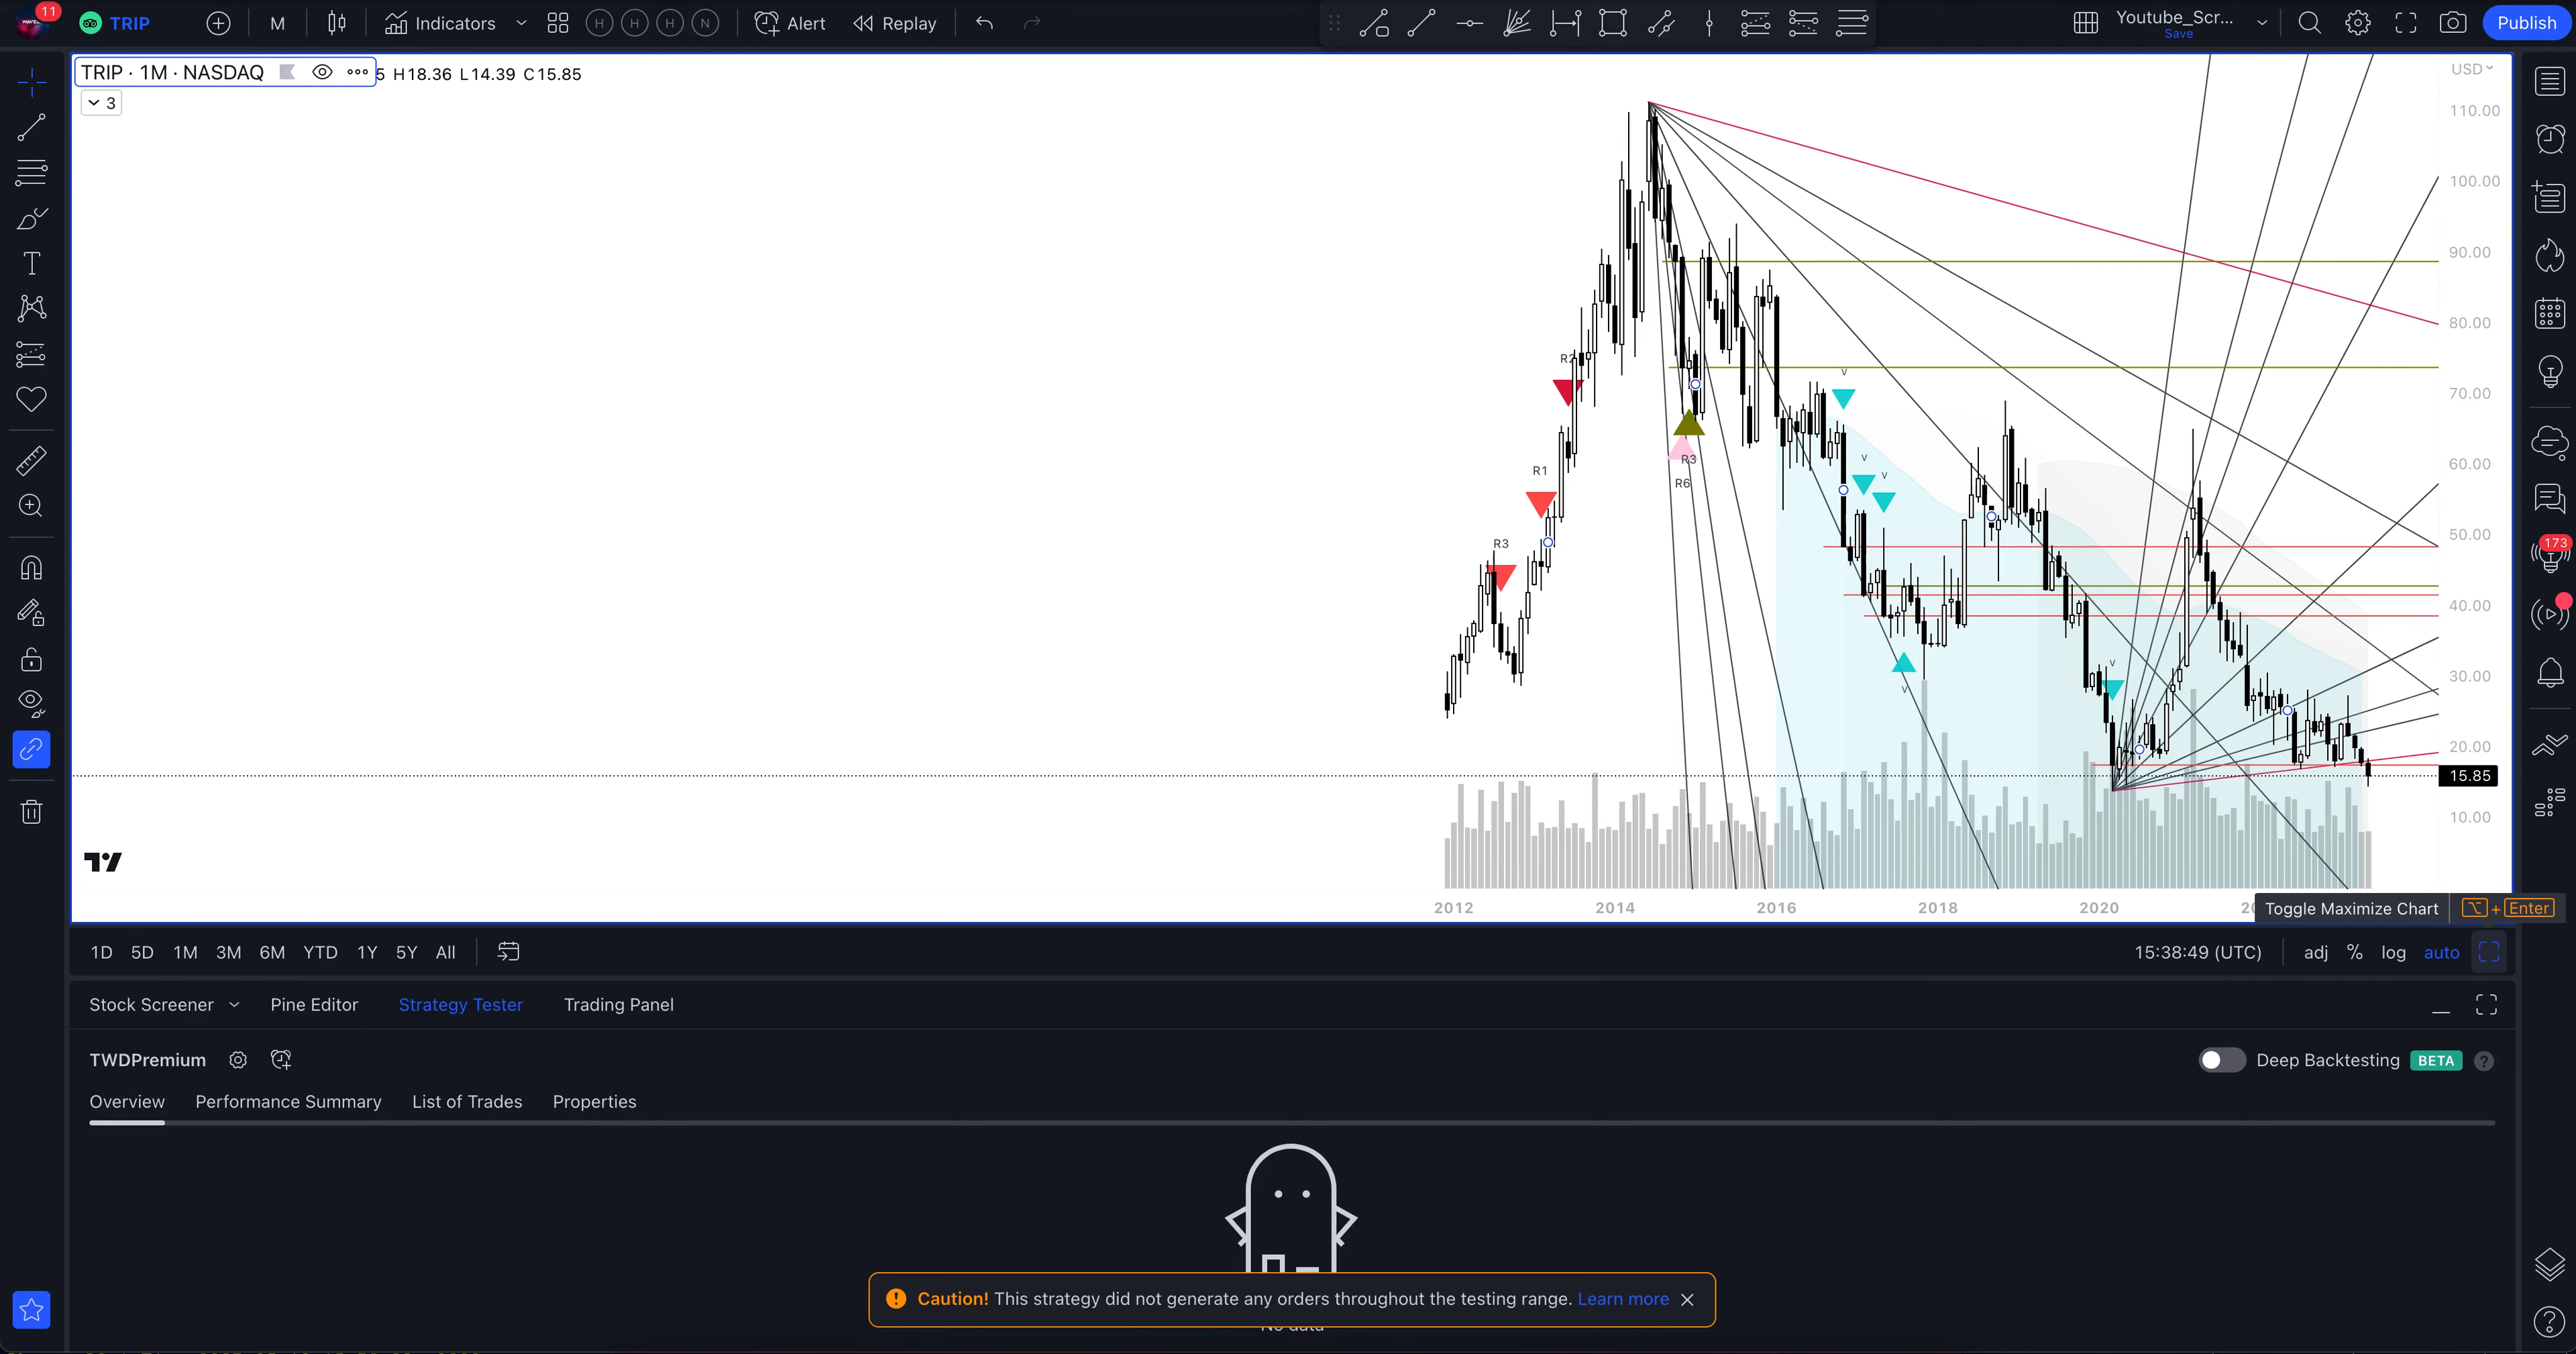 11
TRIP
M
Indicators
H H H N
Alert
Replay
Youtube_Scr...
Save
Publish
TRIP · 1M · NASDAQ
5 H18.36 L14.39 C15.85
3
USD
110.00
100.00
90.00
80.00
70.00
60.00
50.00
40.00
30.00
20.00
15.85
10.00
R2
R1
R3
R3
R6
v
v
v
v
v
173
2012 2014 2016 2018 2020
Toggle Maximize Chart
⌥ + Enter
1D 5D 1M 3M 6M YTD 1Y 5Y All
15:38:49 (UTC) adj % log auto
Stock Screener Pine Editor Strategy Tester Trading Panel
TWDPremium
Deep Backtesting BETA ?
Overview Performance Summary List of Trades Properties
Caution! This strategy did not generate any orders throughout the testing range. Learn more
No data